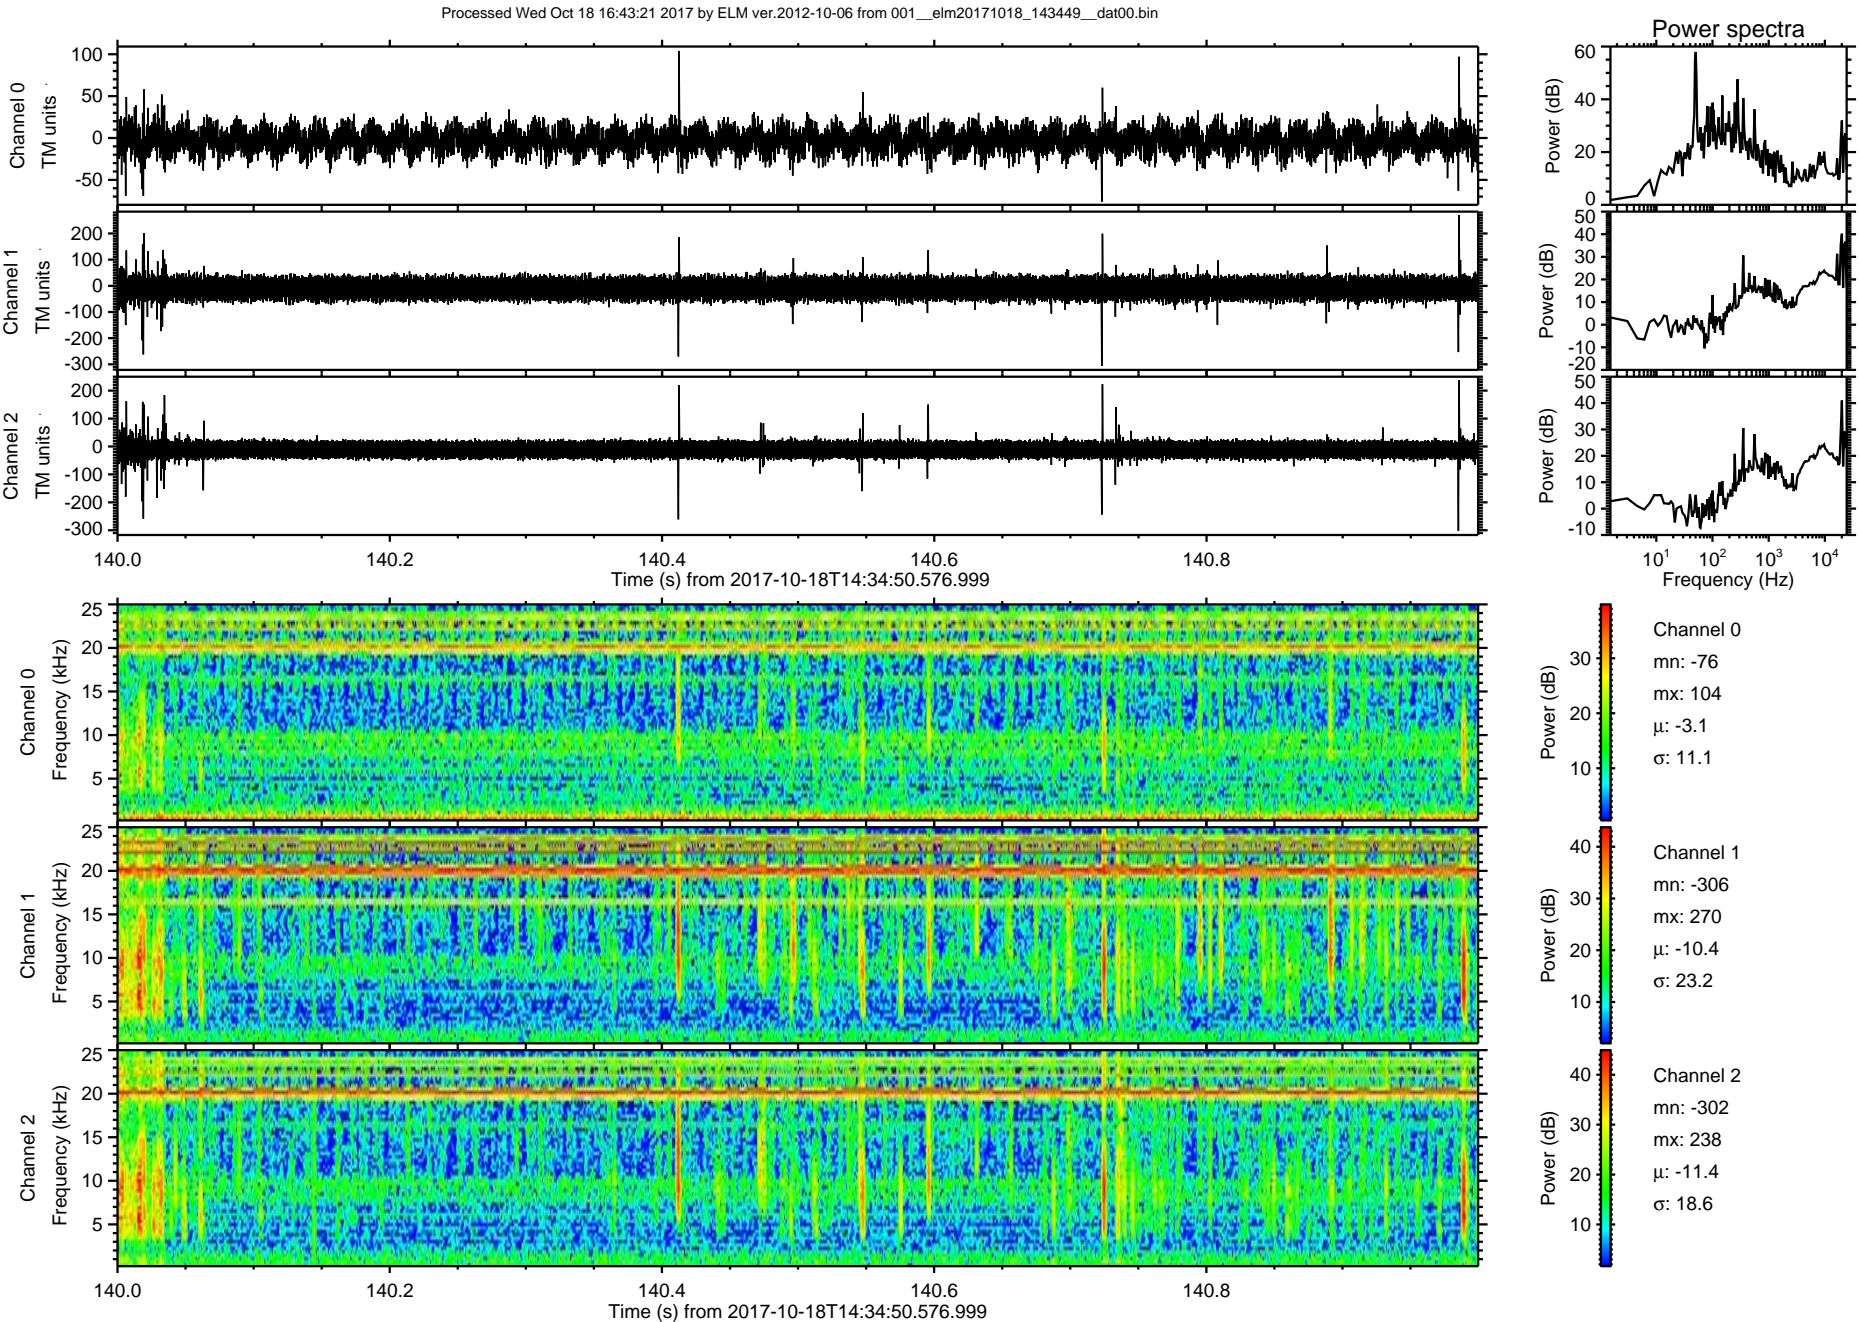 Processed Wed Oct 18 16:43:21 2017 by ELM ver.2012-10-06 from 001__elm20171018_143449__dat00.bin
Power spectra
Channel 0
TM units
100
50
0
-50
Power (dB)
60
40
20
0
Channel 1
TM units
200
100
0
-100
-200
-300
Power (dB)
50
40
30
20
10
0
-10
-20
Channel 2
TM units
200
100
0
-100
-200
-300
Power (dB)
50
40
30
20
10
0
-10
140.0 140.2 140.4 140.6 140.8
Time (s) from 2017-10-18T14:34:50.576.999
10^1 10^2 10^3 10^4
Frequency (Hz)
Channel 0
Frequency (kHz)
25
20
15
10
5
Power (dB)
30
20
10
Channel 0
mn: -76
mx: 104
μ: -3.1
σ: 11.1
Channel 1
Frequency (kHz)
25
20
15
10
5
Power (dB)
40
30
20
10
Channel 1
mn: -306
mx: 270
μ: -10.4
σ: 23.2
Channel 2
Frequency (kHz)
25
20
15
10
5
Power (dB)
40
30
20
10
Channel 2
mn: -302
mx: 238
μ: -11.4
σ: 18.6
140.0 140.2 140.4 140.6 140.8
Time (s) from 2017-10-18T14:34:50.576.999